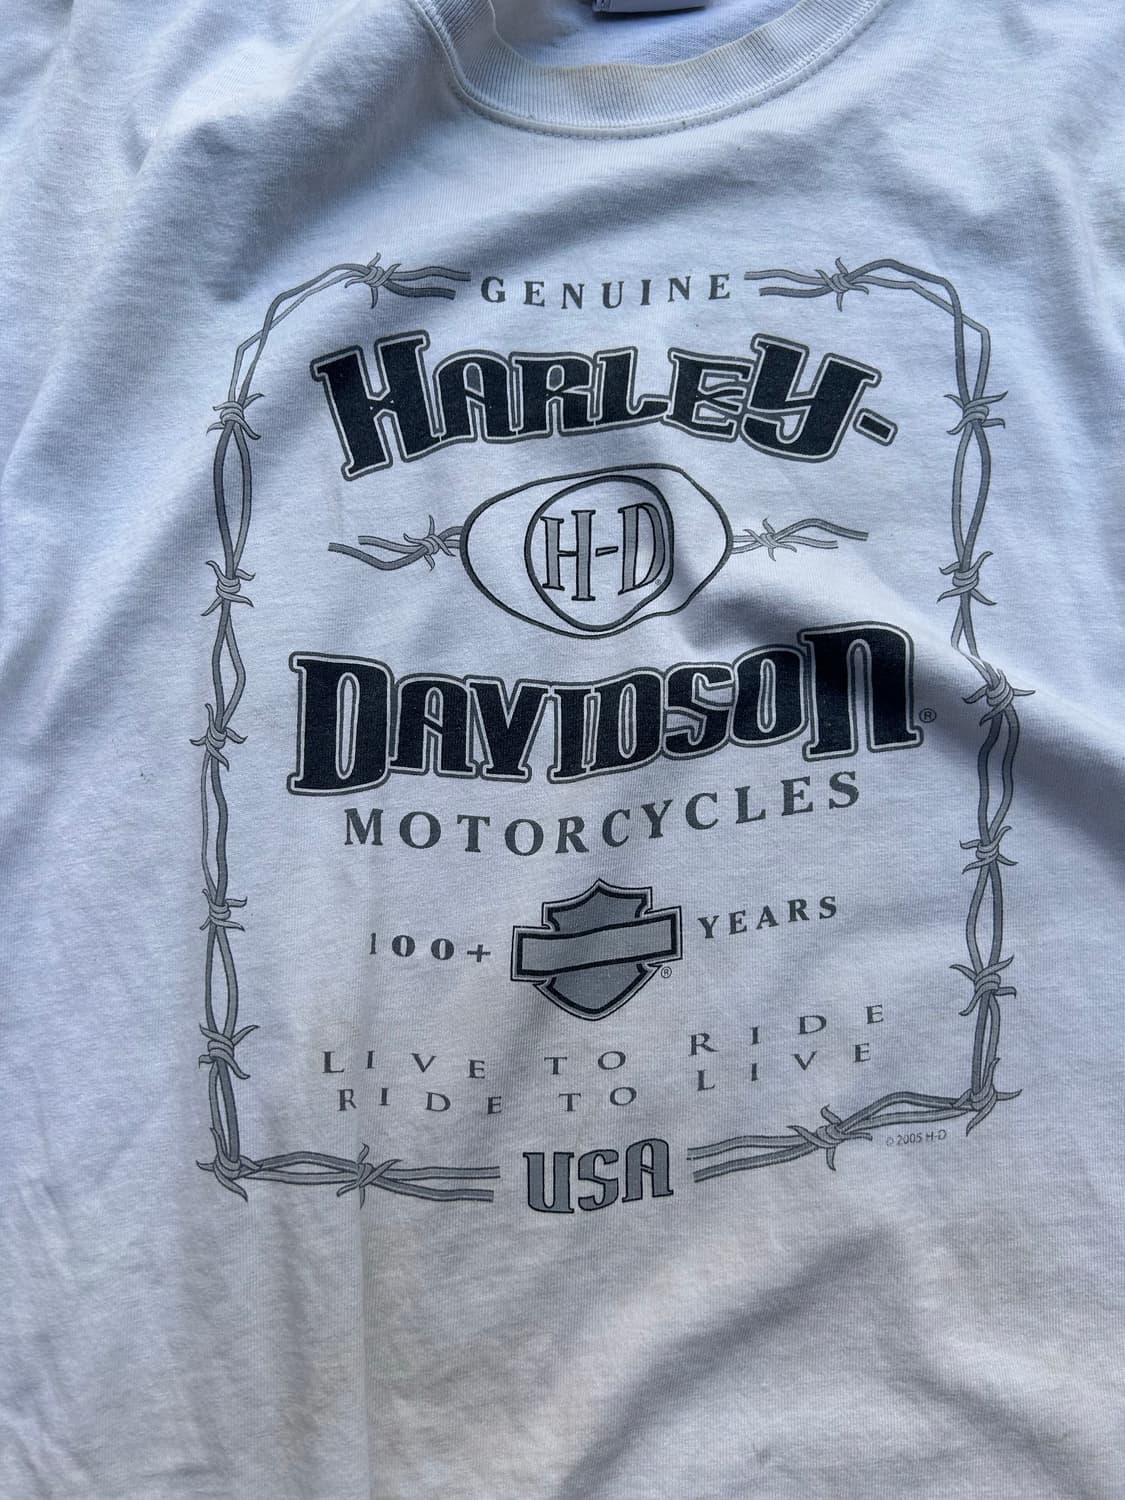 GENUINE
HARLEY-
H-D
DAVIDSON®
MOTORCYCLES
100+ YEARS
®
LIVE TO RIDE
RIDE TO LIVE
© 2005 H-D
USA